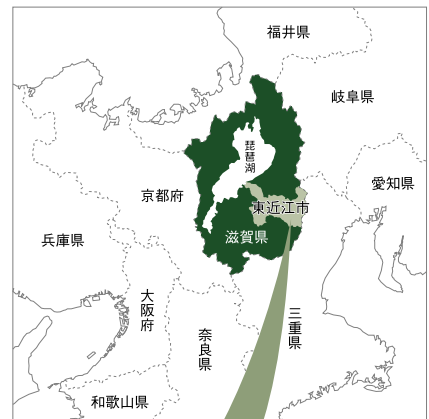 福井県
岐阜県
琵琶湖
愛知県
京都府
東近江市
滋賀県
兵庫県
大阪府
三重県
奈良県
和歌山県